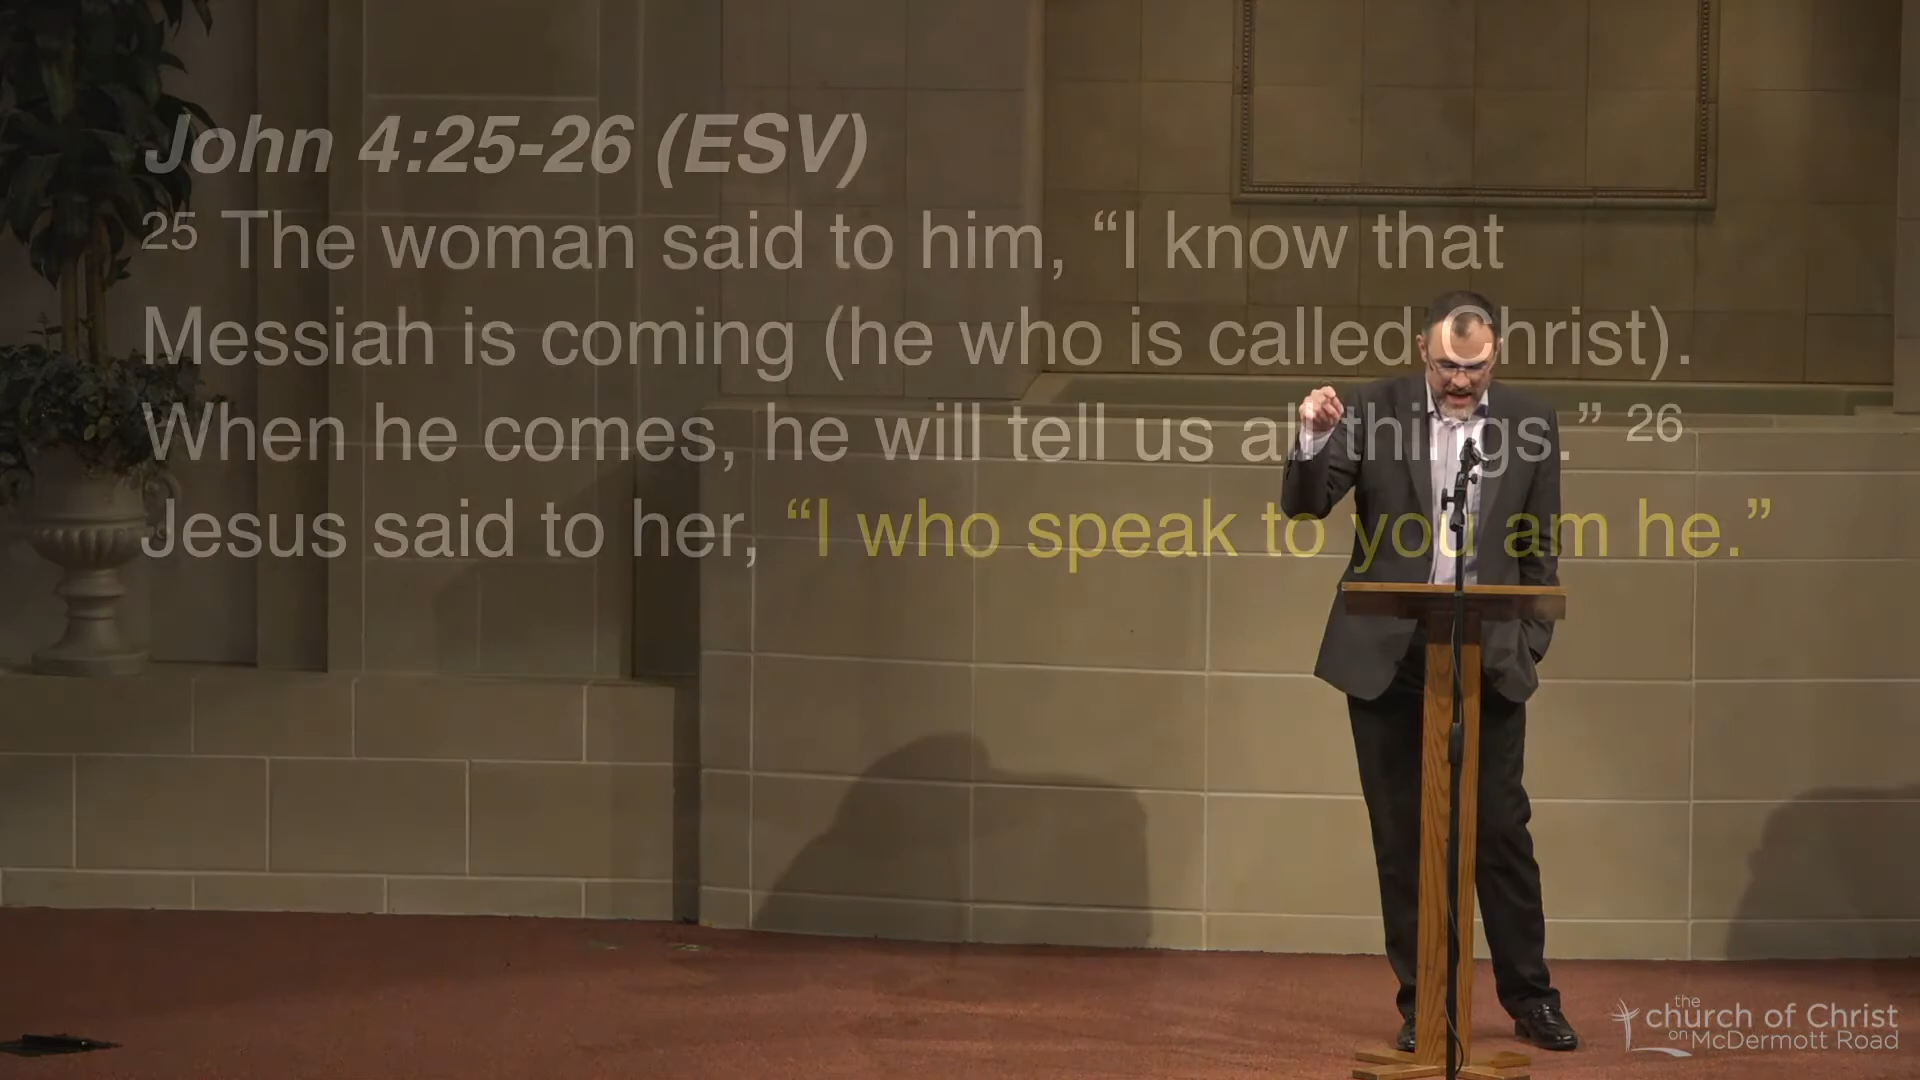 John 4:25-26 (ESV)
25 The woman said to him, “I know that
Messiah is coming (he who is called Christ).
When he comes, he will tell us all things.” 26
Jesus said to her, “I who speak to you am he.”
the
church of Christ
on McDermott Road